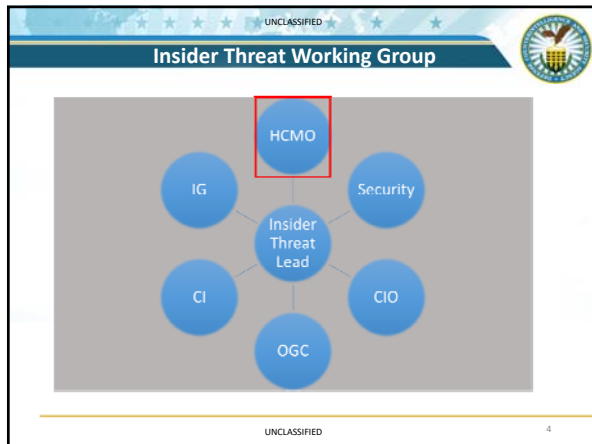 UNCLASSIFIED
Insider Threat Working Group
HCMO
IG
Security
Insider
Threat
Lead
CI
CIO
OGC
UNCLASSIFIED
4